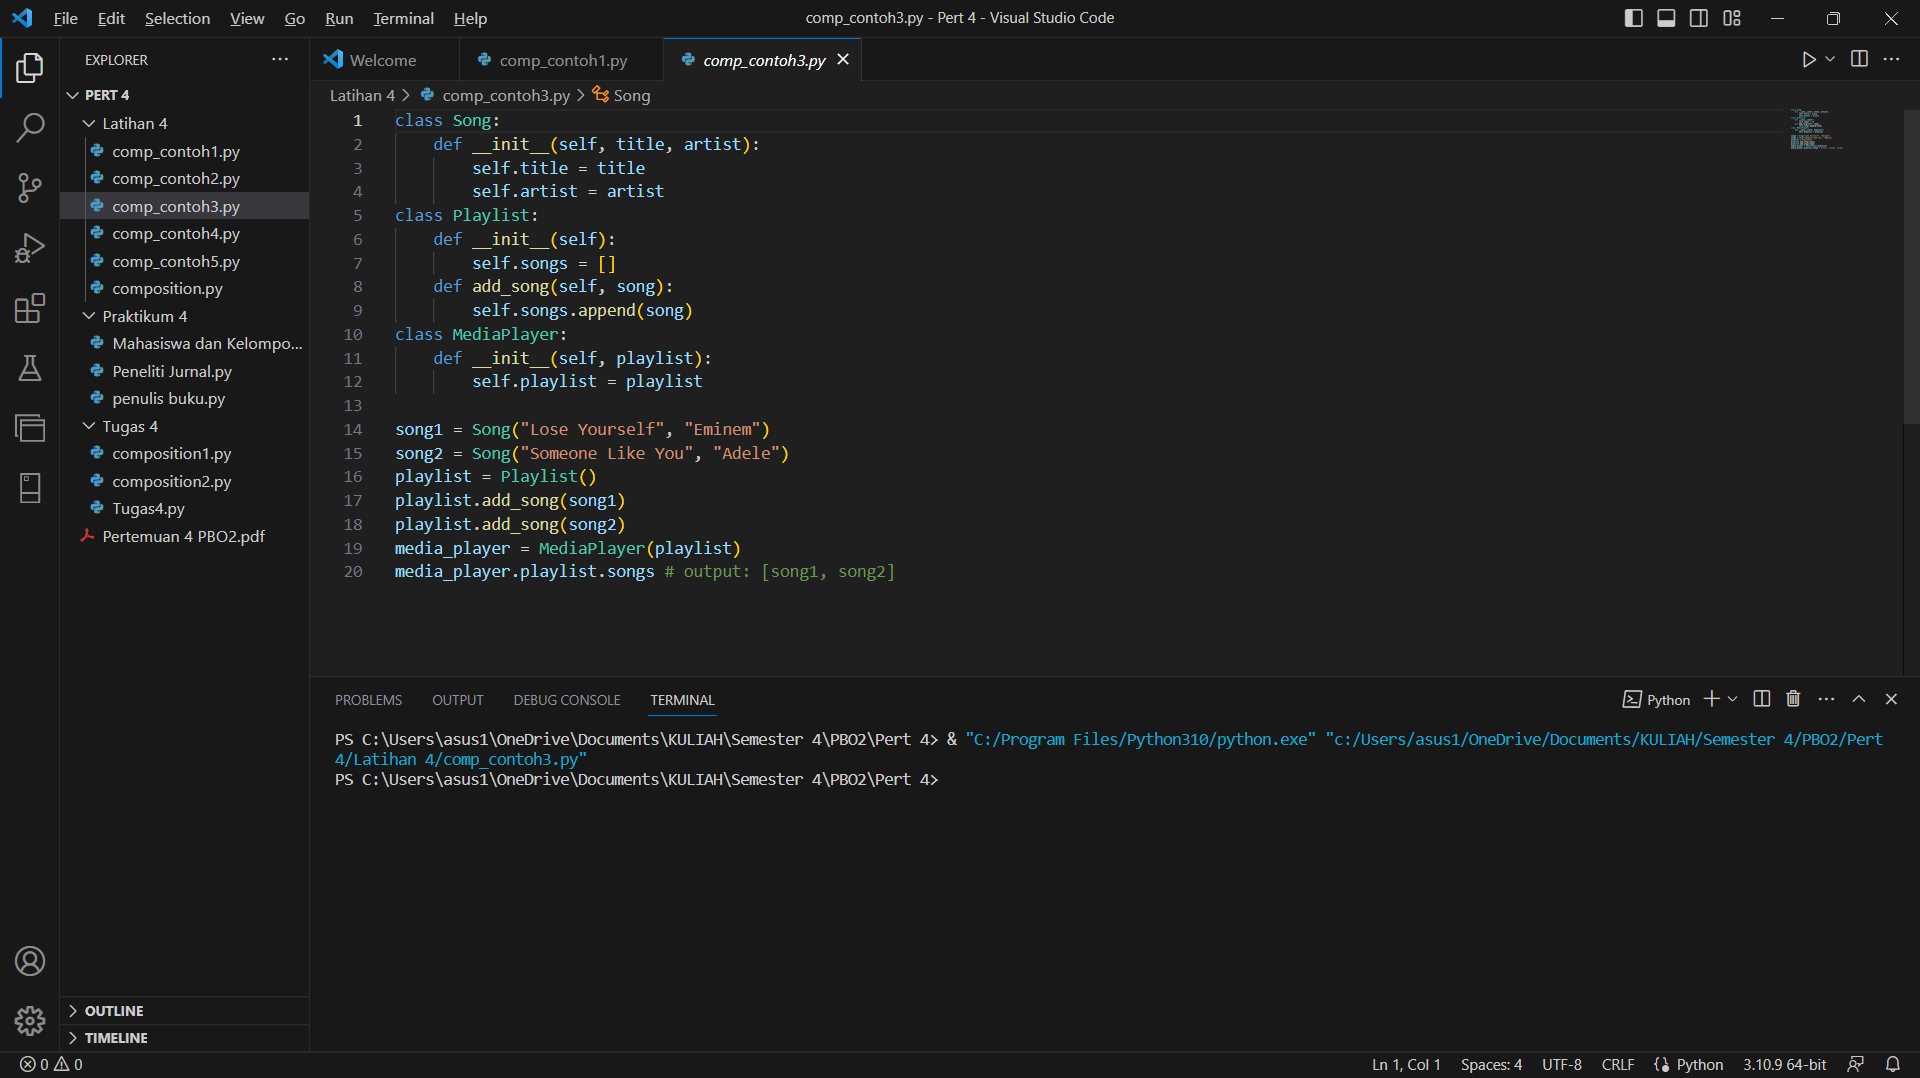 File Edit Selection View Go Run Terminal Help
comp_contoh3.py - Pert 4 - Visual Studio Code
EXPLORER
PERT 4
Latihan 4
comp_contoh1.py
comp_contoh2.py
comp_contoh3.py
comp_contoh4.py
comp_contoh5.py
composition.py
Praktikum 4
Mahasiswa dan Kelompo...
Peneliti Jurnal.py
penulis buku.py
Tugas 4
composition1.py
composition2.py
Tugas4.py
Pertemuan 4 PBO2.pdf
OUTLINE
TIMELINE
Welcome comp_contoh1.py comp_contoh3.py
Latihan 4 > comp_contoh3.py > Song
1 class Song:
2 def __init__(self, title, artist):
3 self.title = title
4 self.artist = artist
5 class Playlist:
6 def __init__(self):
7 self.songs = []
8 def add_song(self, song):
9 self.songs.append(song)
10 class MediaPlayer:
11 def __init__(self, playlist):
12 self.playlist = playlist
13
14 song1 = Song("Lose Yourself", "Eminem")
15 song2 = Song("Someone Like You", "Adele")
16 playlist = Playlist()
17 playlist.add_song(song1)
18 playlist.add_song(song2)
19 media_player = MediaPlayer(playlist)
20 media_player.playlist.songs # output: [song1, song2]
PROBLEMS OUTPUT DEBUG CONSOLE TERMINAL
Python
PS C:\Users\asus1\OneDrive\Documents\KULIAH\Semester 4\PBO2\Pert 4> & "C:/Program Files/Python310/python.exe" "c:/Users/asus1/OneDrive/Documents/KULIAH/Semester 4/PBO2/Pert
4/Latihan 4/comp_contoh3.py"
PS C:\Users\asus1\OneDrive\Documents\KULIAH\Semester 4\PBO2\Pert 4>
0 0
Ln 1, Col 1 Spaces: 4 UTF-8 CRLF Python 3.10.9 64-bit